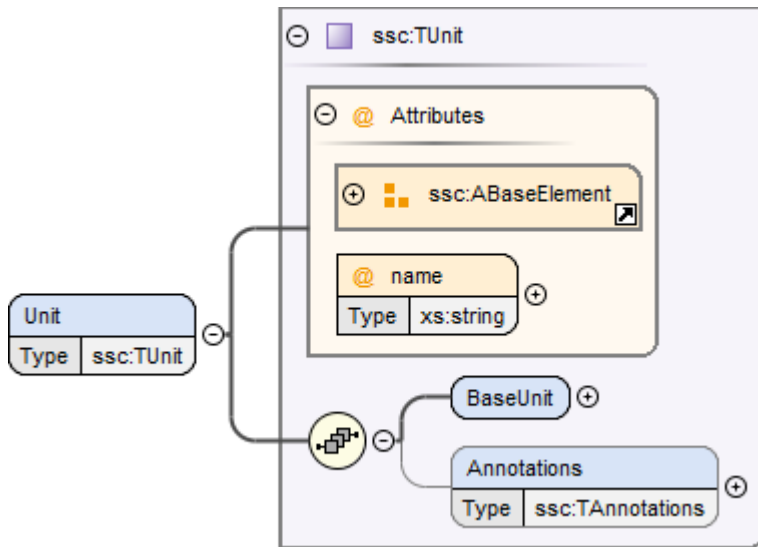 ssc:TUnit
@ Attributes
ssc:ABaseElement
@ name
Type xs:string
Unit
Type ssc:TUnit
BaseUnit
Annotations
Type ssc:TAnnotations